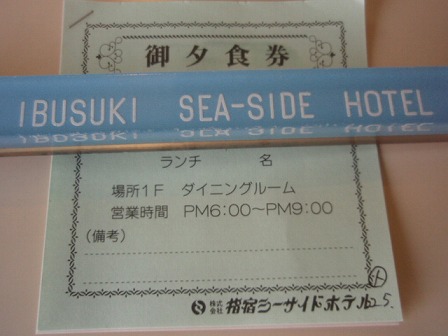 御夕食券
IBUSUKI SEA-SIDE HOTEL
ランチ 名
場所1F ダイニングルーム
営業時間 PM6:00～PM9:00
(備考)
株式会社 指宿シーサイドホテル 25.